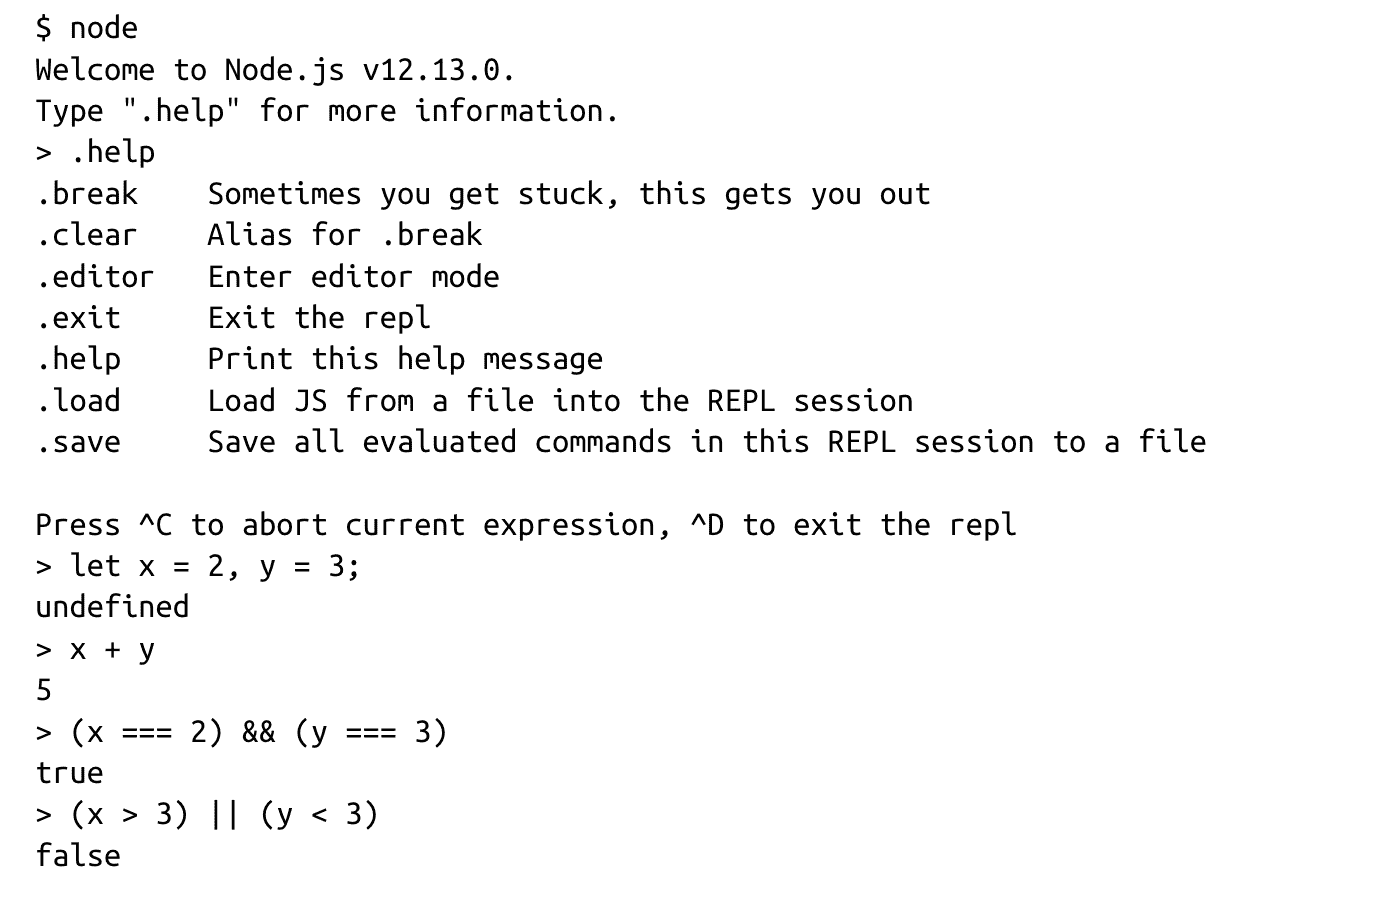 $ node
Welcome to Node.js v12.13.0.
Type ".help" for more information.
> .help
.break    Sometimes you get stuck, this gets you out
.clear    Alias for .break
.editor   Enter editor mode
.exit     Exit the repl
.help     Print this help message
.load     Load JS from a file into the REPL session
.save     Save all evaluated commands in this REPL session to a file

Press ^C to abort current expression, ^D to exit the repl
> let x = 2, y = 3;
undefined
> x + y
5
> (x === 2) && (y === 3)
true
> (x > 3) || (y < 3)
false